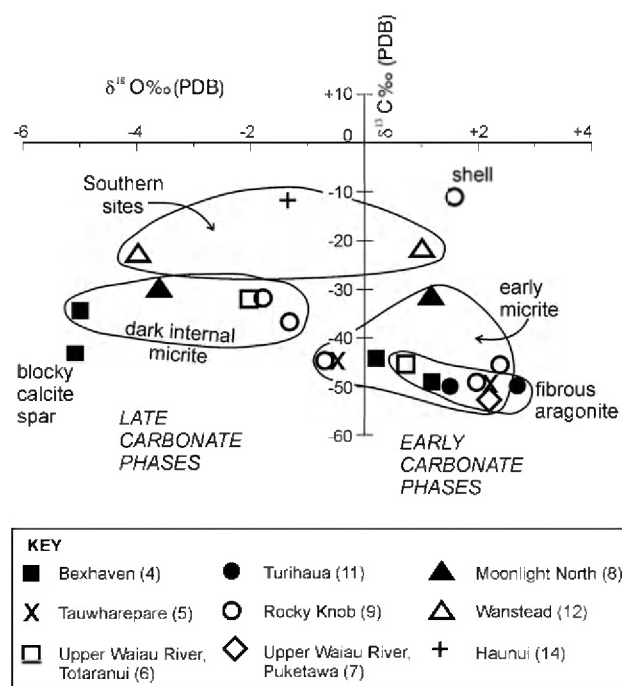 δ¹⁸ O‰ (PDB)
δ¹³ C‰ (PDB)
+10
-6
-4
-2
0
+2
+4
-10
-20
-30
-40
-50
-60
Southern
sites
shell
early
micrite
dark internal
micrite
blocky
calcite
spar
fibrous
aragonite
LATE
CARBONATE
PHASES
EARLY
CARBONATE
PHASES
KEY
Bexhaven (4)
Turihaua (11)
Moonlight North (8)
Tauwharepare (5)
Rocky Knob (9)
Wanstead (12)
Upper Waiau River,
Totaranui (6)
Upper Waiau River,
Puketawa (7)
Haunui (14)